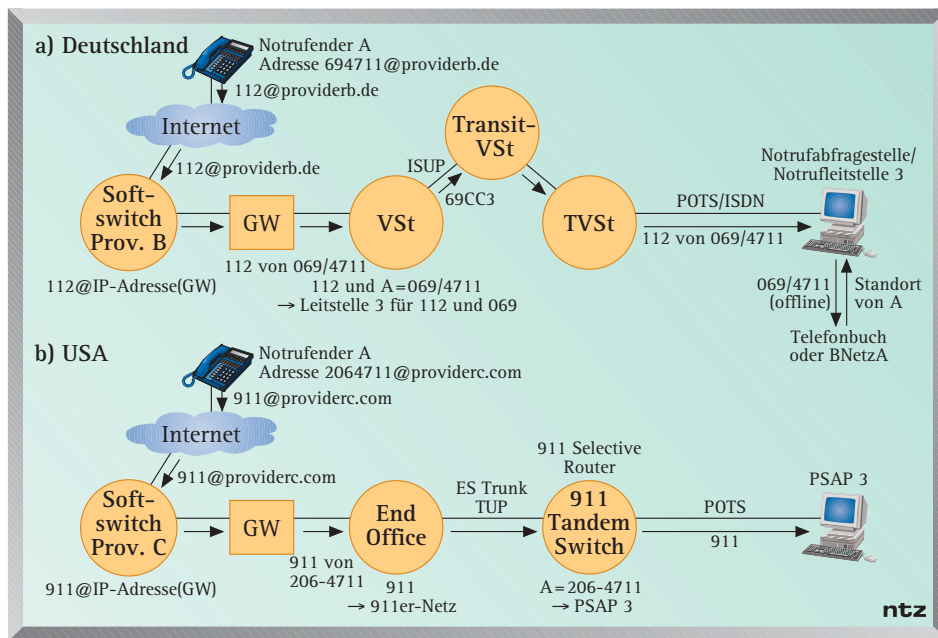 a) Deutschland
Notrufender A
Adresse 694711@providerb.de
112@providerb.de
Internet
112@providerb.de
Soft-
switch
Prov. B
112@IP-Adresse(GW)
GW
112 von 069/4711
VSt
112 und A=069/4711
→ Leitstelle 3 für 112 und 069
ISUP
69CC3
Transit-
VSt
TVSt
POTS/ISDN
112 von 069/4711
Notrufabfragestelle/
Notrufleitstelle 3
069/4711
(offline)
Standort
von A
Telefonbuch
oder BNetzA
b) USA
Notrufender A
Adresse 2064711@providerc.com
911@providerc.com
Internet
911@providerc.com
Soft-
switch
Prov. C
911@IP-Adresse(GW)
GW
911 von
206-4711
End
Office
911
→ 911er-Netz
ES Trunk
TUP
911 Selective
Router
911
Tandem
Switch
A=206-4711
→ PSAP 3
POTS
911
PSAP 3
ntz